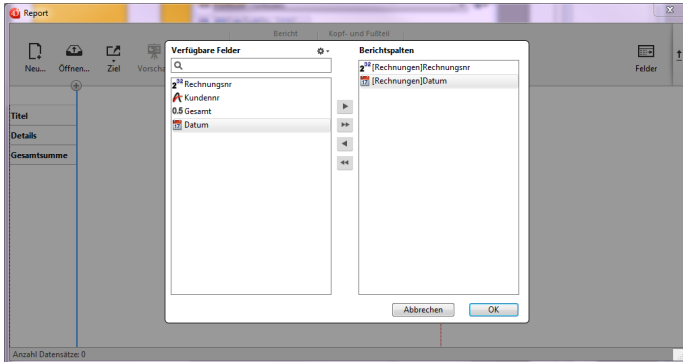 Report
Bericht Kopf- und Fußteil
Neu... Öffnen... Ziel Vorscha
Felder
Verfügbare Felder
Rechnungsnr
Kundennr
0.5 Gesamt
Datum
Berichtspalten
[Rechnungen]Rechnungsnr
[Rechnungen]Datum
Titel
Details
Gesamtsumme
Abbrechen OK
Anzahl Datensätze: 0